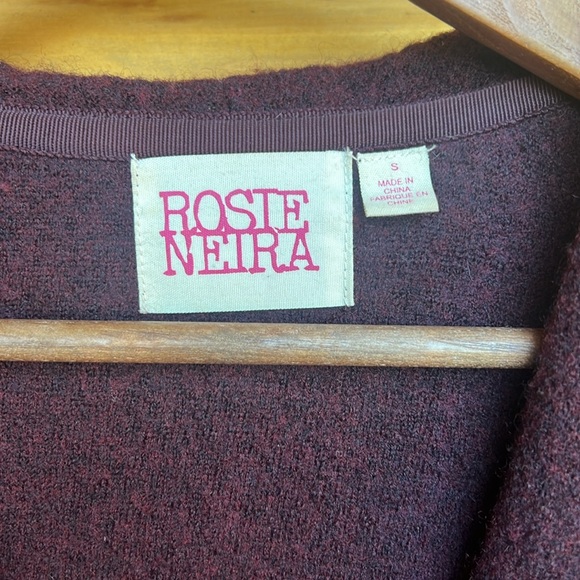 ROSIE
NEIRA
S
MADE IN
CHINA
FABRIQUE EN
CHINE